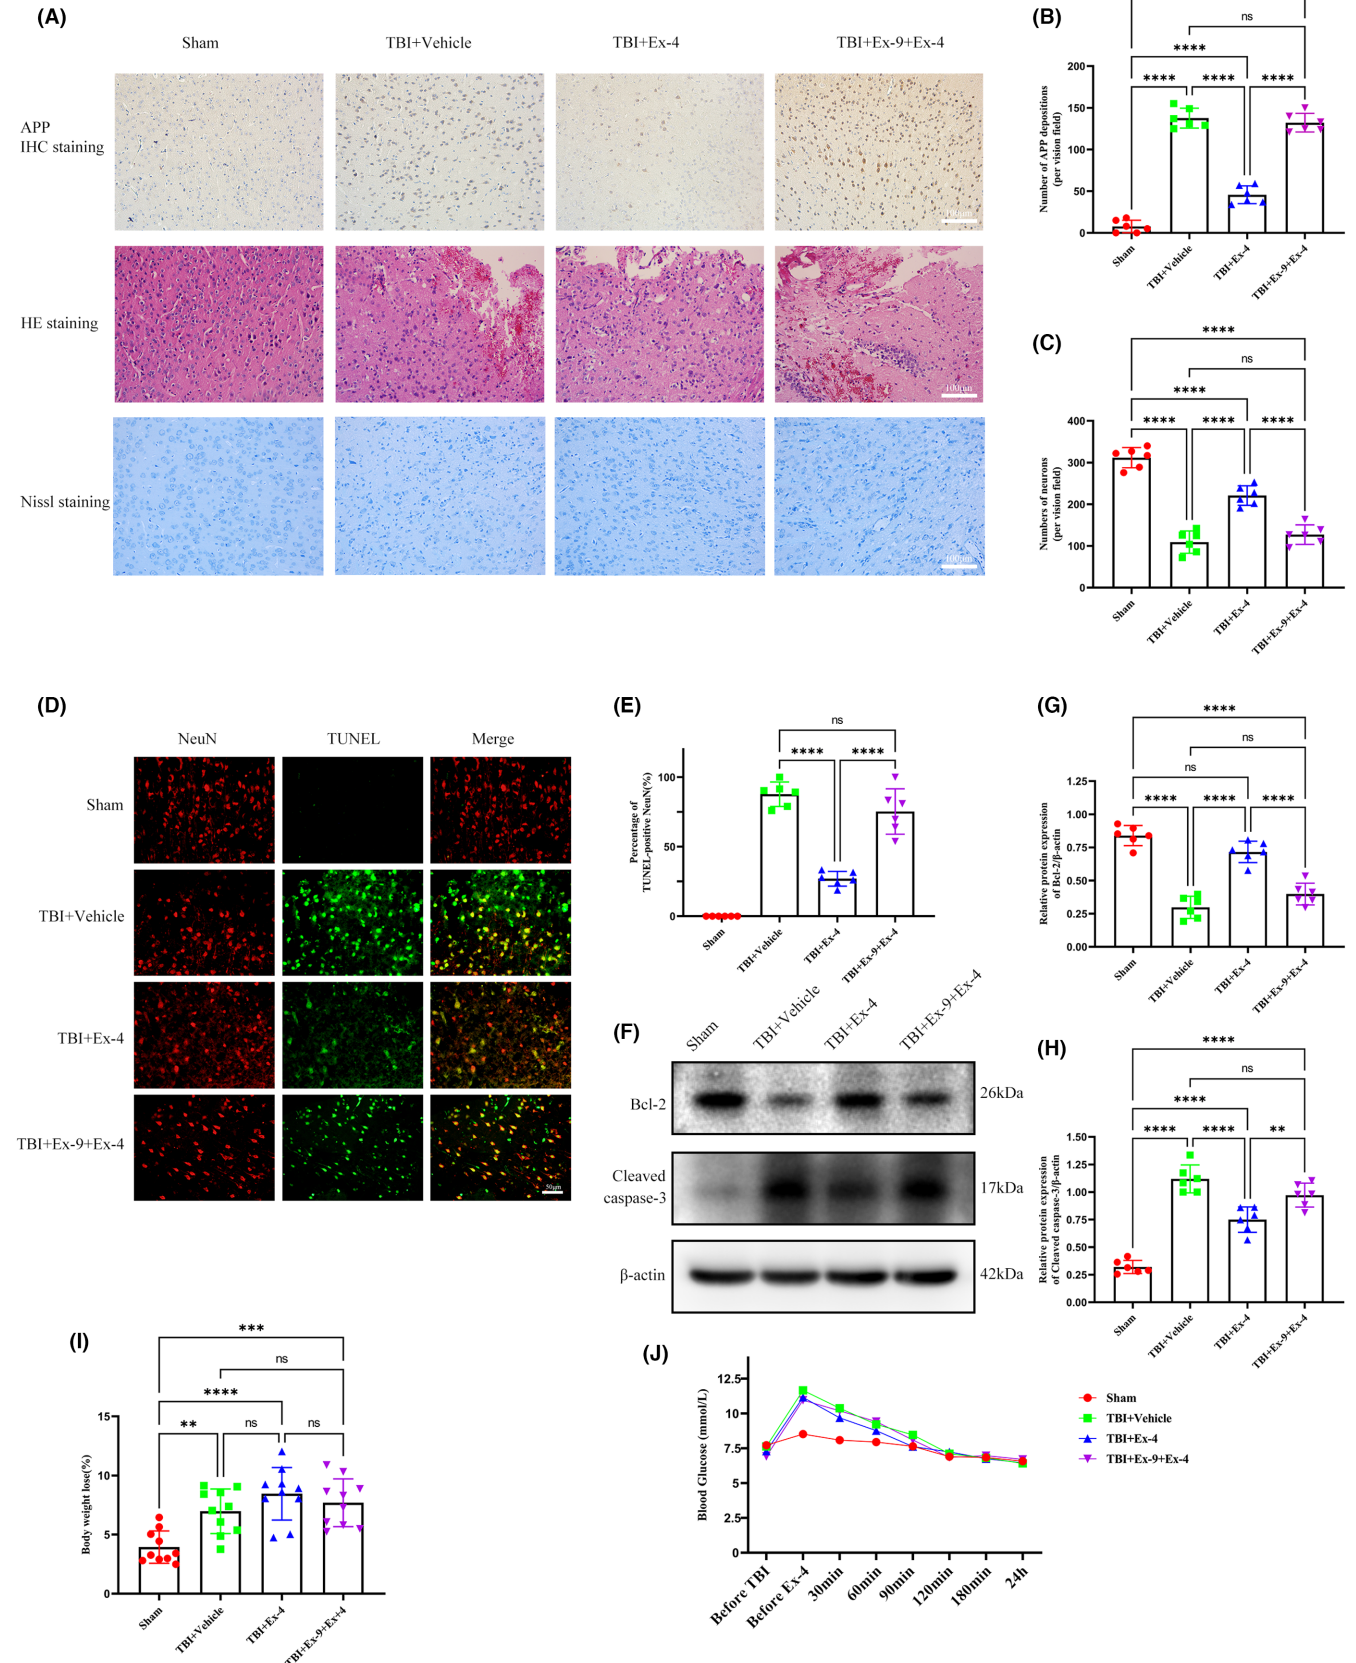 (A)
Sham
TBI+Vehicle
TBI+Ex-4
TBI+Ex-9+Ex-4
APP
IHC staining
100μm
HE staining
100μm
Nissl staining
100μm
(B)
ns
****
**** **** ****
Number of APP depositions
(per vision field)
200
150
100
50
0
Sham
TBI+Vehicle
TBI+Ex-4
TBI+Ex-9+Ex-4
(C)
****
ns
****
**** **** ****
Numbers of neurons
(per vision field)
400
300
200
100
0
Sham
TBI+Vehicle
TBI+Ex-4
TBI+Ex-9+Ex-4
(D)
NeuN
TUNEL
Merge
Sham
TBI+Vehicle
TBI+Ex-4
TBI+Ex-9+Ex-4
50μm
(E)
ns
**** ****
Percentage of
TUNEL-positive NeuN(%)
100
50
0
Sham
TBI+Vehicle
TBI+Ex-4
TBI+Ex-9+Ex-4
(F)
Sham
TBI+Vehicle
TBI+Ex-4
TBI+Ex-9+Ex-4
Bcl-2
26kDa
Cleaved
caspase-3
17kDa
β-actin
42kDa
(G)
****
ns
ns
**** **** ****
Relative protein expression
of Bcl-2/β-actin
1.25
1.00
0.75
0.50
0.25
0.00
Sham
TBI+Vehicle
TBI+Ex-4
TBI+Ex-9+Ex-4
(H)
****
ns
****
**** **** **
Relative protein expression
of Cleaved caspase-3/β-actin
1.50
1.25
1.00
0.75
0.50
0.25
0.00
Sham
TBI+Vehicle
TBI+Ex-4
TBI+Ex-9+Ex-4
(I)
***
ns
****
** ns ns
Body weight lose(%)
15
10
5
0
Sham
TBI+Vehicle
TBI+Ex-4
TBI+Ex-9+Ex+4
(J)
Blood Glucose (mmol/L)
12.5
10.0
7.5
5
2.5
0
Before TBI
Before Ex-4
30min
60min
90min
120min
180min
24h
Sham
TBI+Vehicle
TBI+Ex-4
TBI+Ex-9+Ex-4